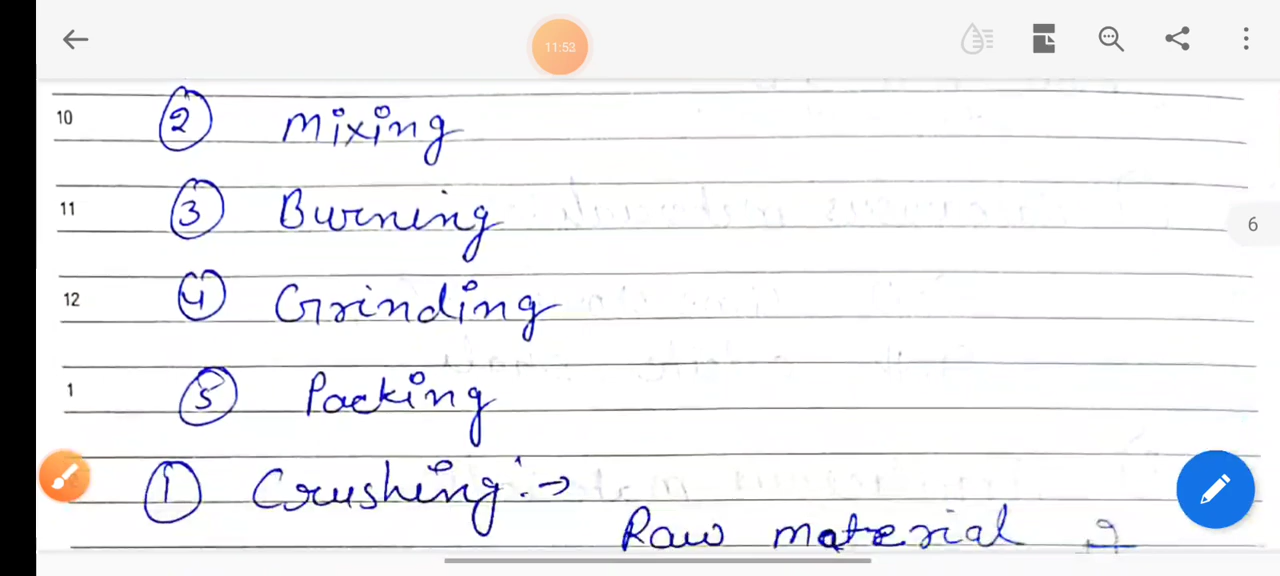 11:53
10 ② Mixing
11 ③ Burning
6
12 ④ Grinding
1 ⑤ Packing
① Crushing :→
Raw material